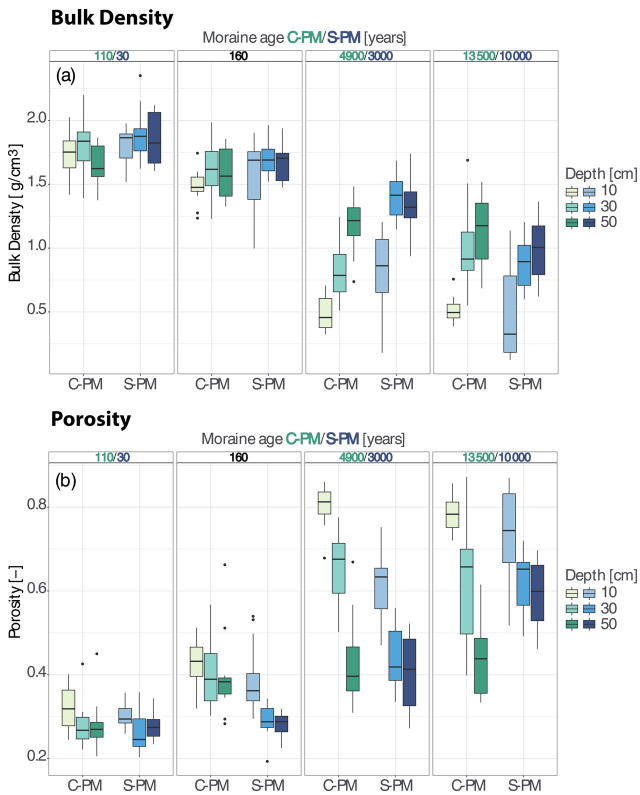 Bulk Density
Moraine age C-PM/S-PM [years]
110/30 160 4900/3000 13500/10000
(a)
2.0
1.5
1.0
0.5
Bulk Density [g/cm3]
C-PM S-PM C-PM S-PM C-PM S-PM C-PM S-PM
Depth [cm]
10
30
50
Porosity
Moraine age C-PM/S-PM [years]
110/30 160 4900/3000 13500/10000
(b)
0.8
0.6
0.4
0.2
Porosity [-]
C-PM S-PM C-PM S-PM C-PM S-PM C-PM S-PM
Depth [cm]
10
30
50